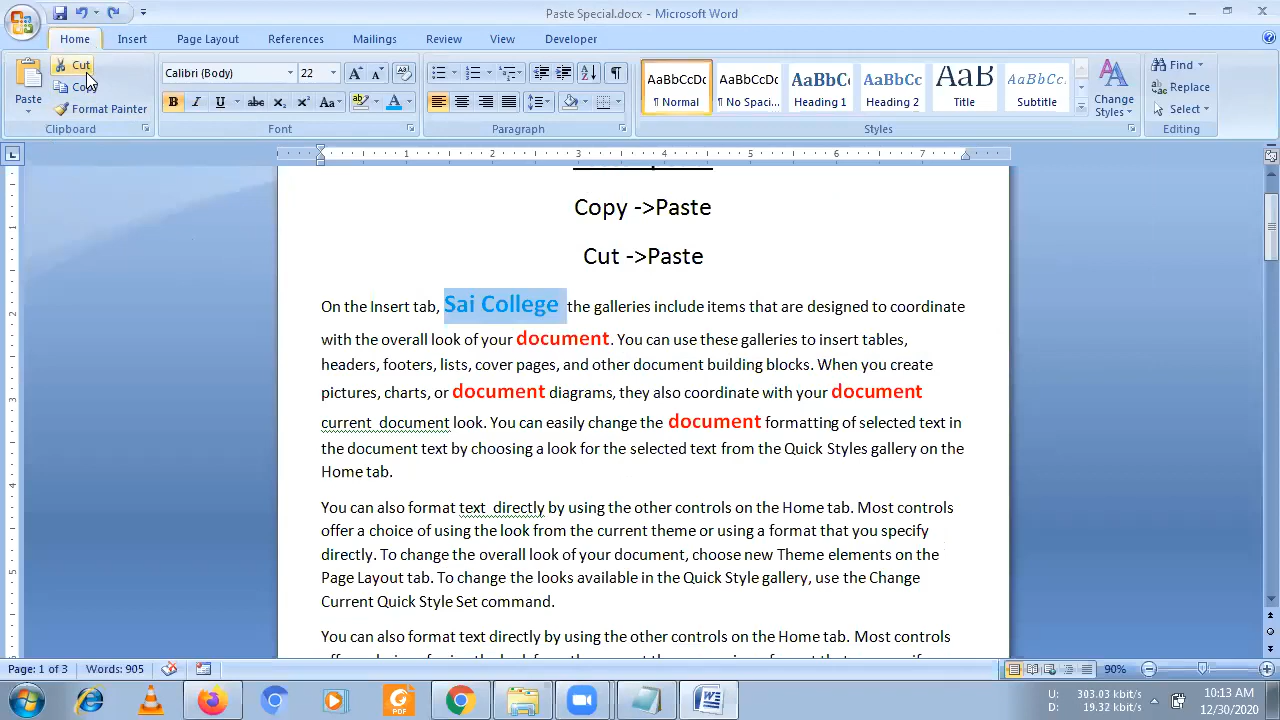 Paste Special.docx - Microsoft Word
Home Insert Page Layout References Mailings Review View Developer
Paste
Cut
Format Painter
Clipboard
Calibri (Body) 22
Font
Paragraph
AaBbCcDc AaBbCcDc AaBbC AaBbCc AaB AaBbCc.
¶ Normal ¶ No Spaci... Heading 1 Heading 2 Title Subtitle
Change Styles
Styles
Find
Replace
Select
Editing
1 2 3 4 5 6 7
Copy ->Paste
Cut ->Paste
On the Insert tab, Sai College the galleries include items that are designed to coordinate
with the overall look of your document. You can use these galleries to insert tables,
headers, footers, lists, cover pages, and other document building blocks. When you create
pictures, charts, or document diagrams, they also coordinate with your document
current document look. You can easily change the document formatting of selected text in
the document text by choosing a look for the selected text from the Quick Styles gallery on the
Home tab.
You can also format text directly by using the other controls on the Home tab. Most controls
offer a choice of using the look from the current theme or using a format that you specify
directly. To change the overall look of your document, choose new Theme elements on the
Page Layout tab. To change the looks available in the Quick Style gallery, use the Change
Current Quick Style Set command.
You can also format text directly by using the other controls on the Home tab. Most controls
Page: 1 of 3 Words: 905 90%
U: 303.03 kbit/s
D: 19.32 kbit/s
10:13 AM
12/30/2020